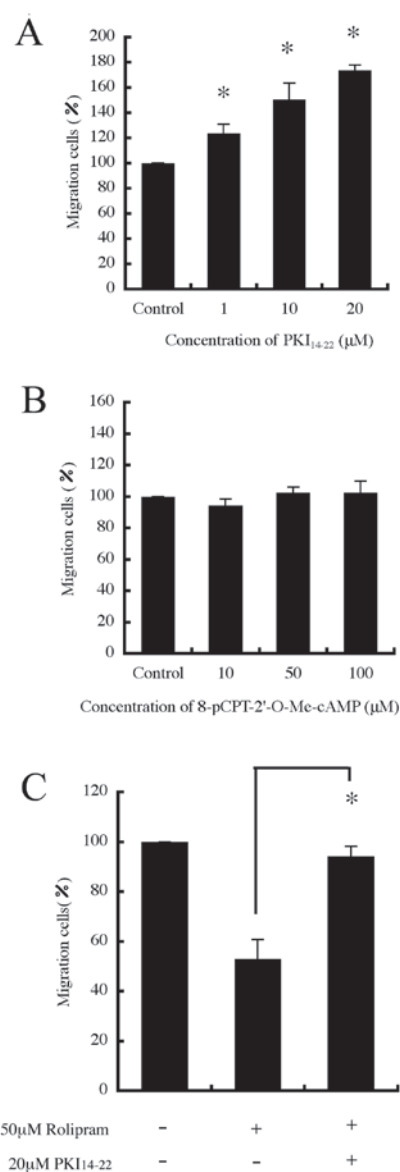 A
Migration cells (%)
200
180
160
140
120
100
80
60
40
20
0
*
*
*
Control 1 10 20
Concentration of PKI14-22 (μM)
B
Migration cells (%)
160
140
120
100
80
60
40
20
0
Control 10 50 100
Concentration of 8-pCPT-2'-O-Me-cAMP (μM)
C
Migration cells(%)
120
100
80
60
40
20
0
*
50μM Rolipram − + +
20μM PKI14-22 − − +